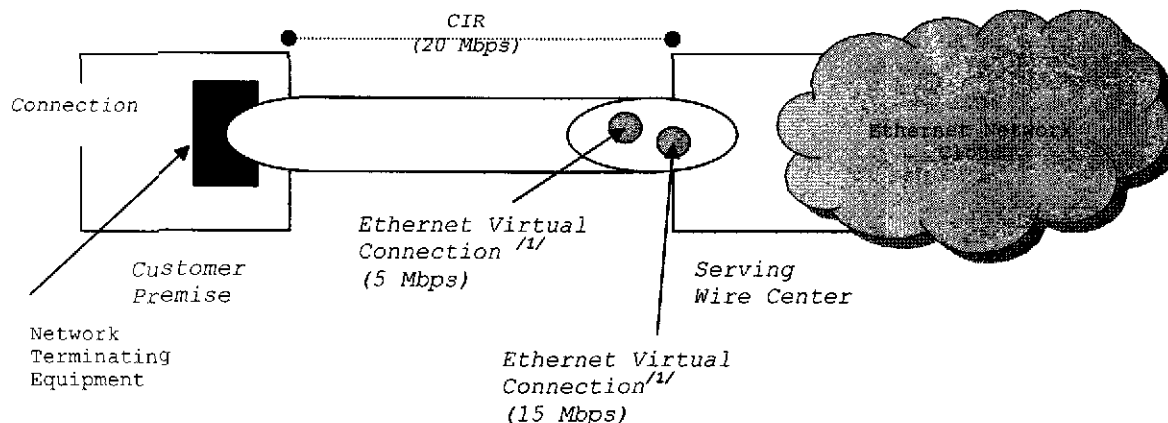 CIR
(20 Mbps)
Connection
Ethernet Network
Cloud
Ethernet Virtual
Connection /1/
(5 Mbps)
Customer
Premise
Serving
Wire Center
Network
Terminating
Equipment
Ethernet Virtual
Connection/1/
(15 Mbps)